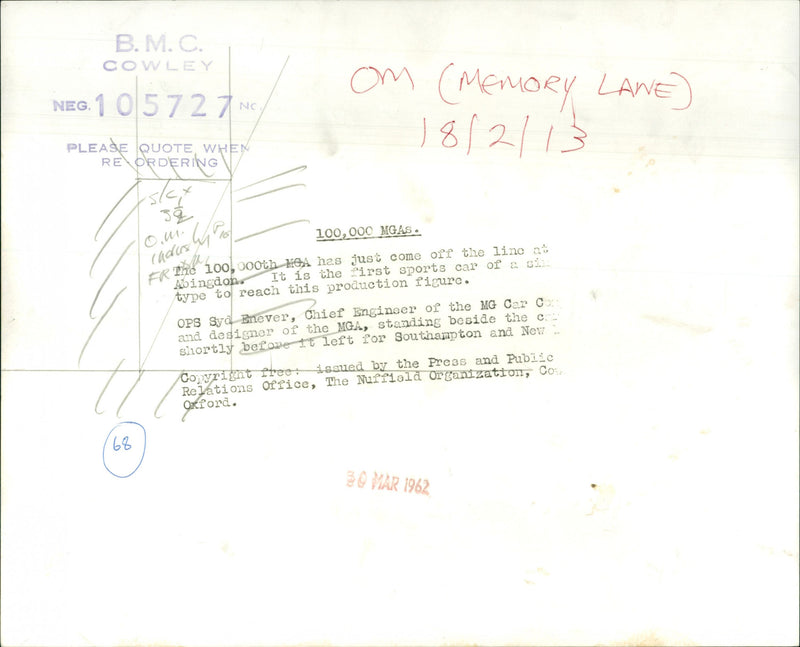 B.M.C.
COWLEY
NEG. 105727 NO.
PLEASE QUOTE WHEN
RE-ORDERING
OM (MEMORY LANE)
18/2/13
O.M.
100,000 MGAs.
The 100,000th MGA has just come off the line at
Abingdon. It is the first sports car of a
type to reach this production figure.
OPS Syd Enever, Chief Engineer of the MG Car
and designer of the MGA, standing beside the
shortly before it left for Southampton and New
Copyright free: issued by the Press and Public
Relations Office, The Nuffield Organization,
Oxford.
68
30 MAR 1962